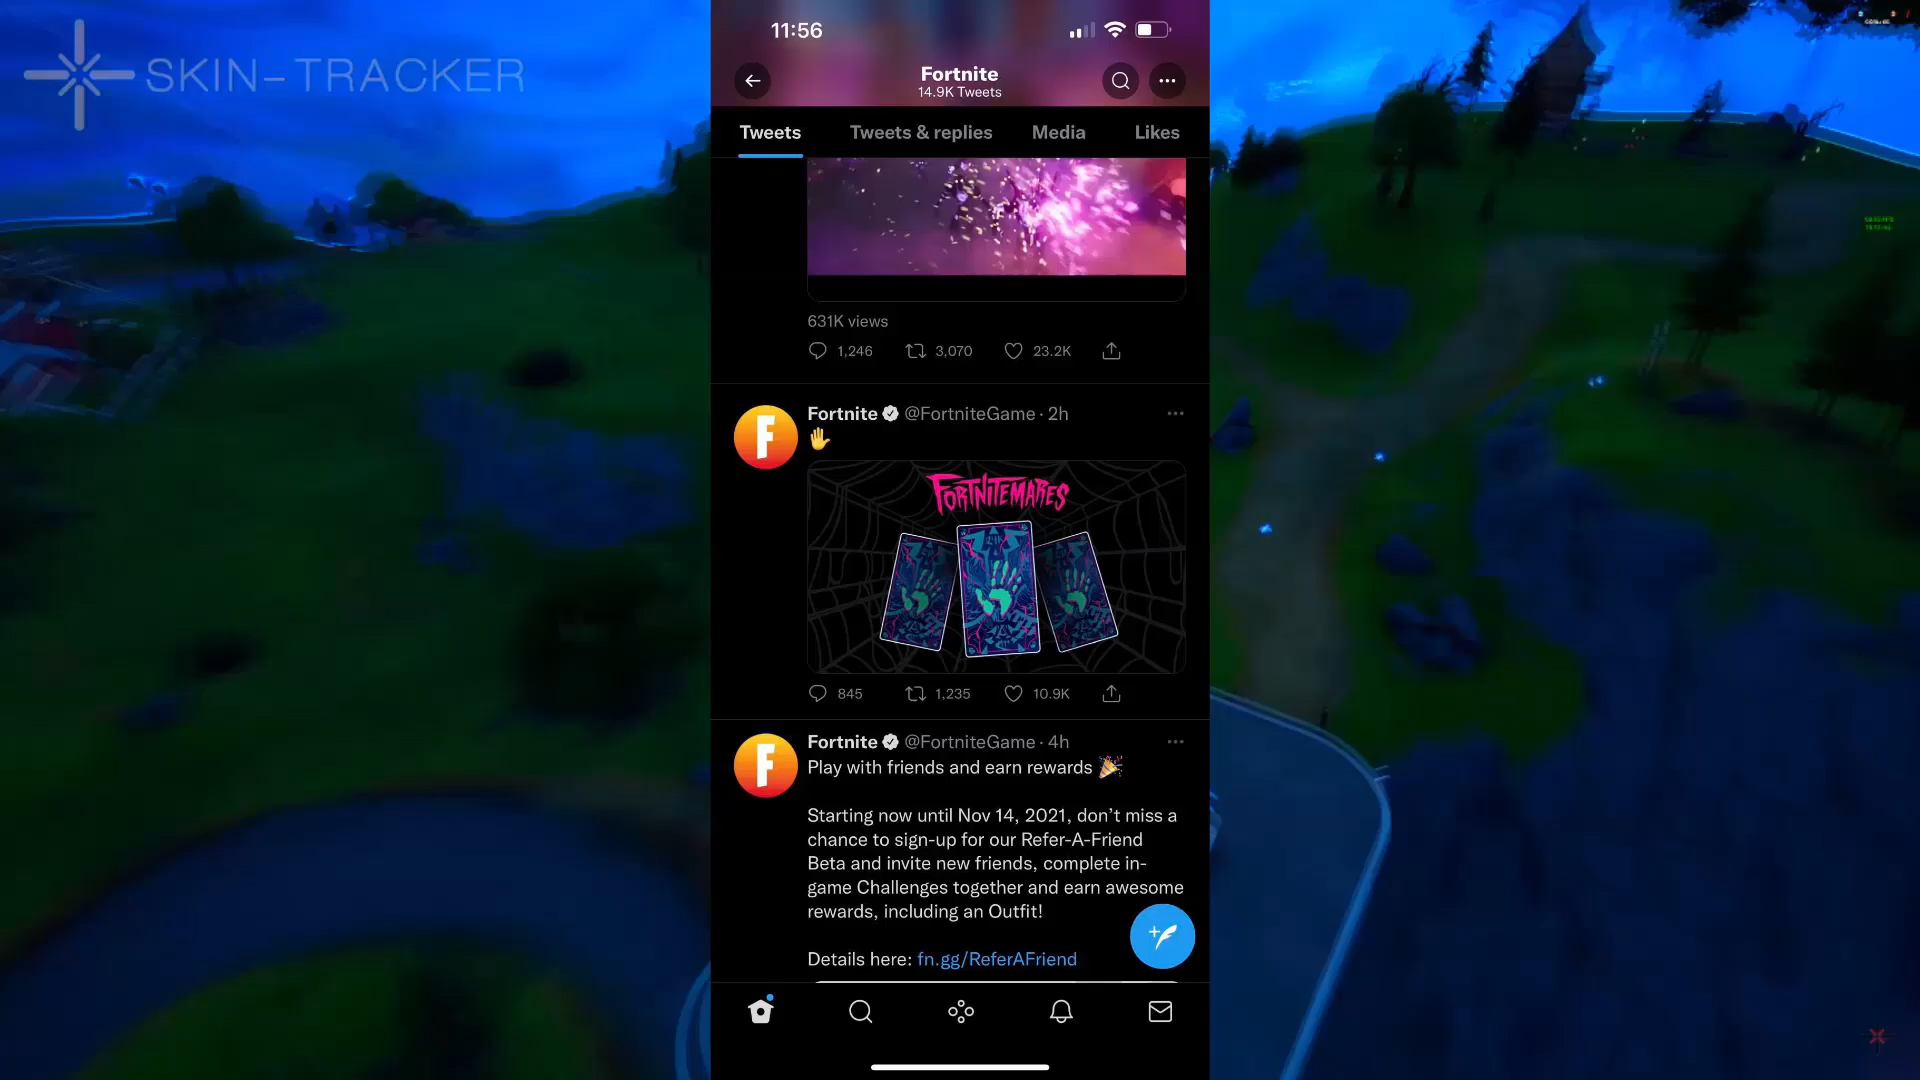 SKIN-TRACKER
11:56
Fortnite
14.9K Tweets
Tweets
Tweets & replies
Media
Likes
631K views
1,246
3,070
23.2K
Fortnite @FortniteGame · 2h
FORTNITEMARES
845
1,235
10.9K
Fortnite @FortniteGame · 4h
Play with friends and earn rewards
Starting now until Nov 14, 2021, don't miss a
chance to sign-up for our Refer-A-Friend
Beta and invite new friends, complete in-
game Challenges together and earn awesome
rewards, including an Outfit!
Details here: fn.gg/ReferAFriend